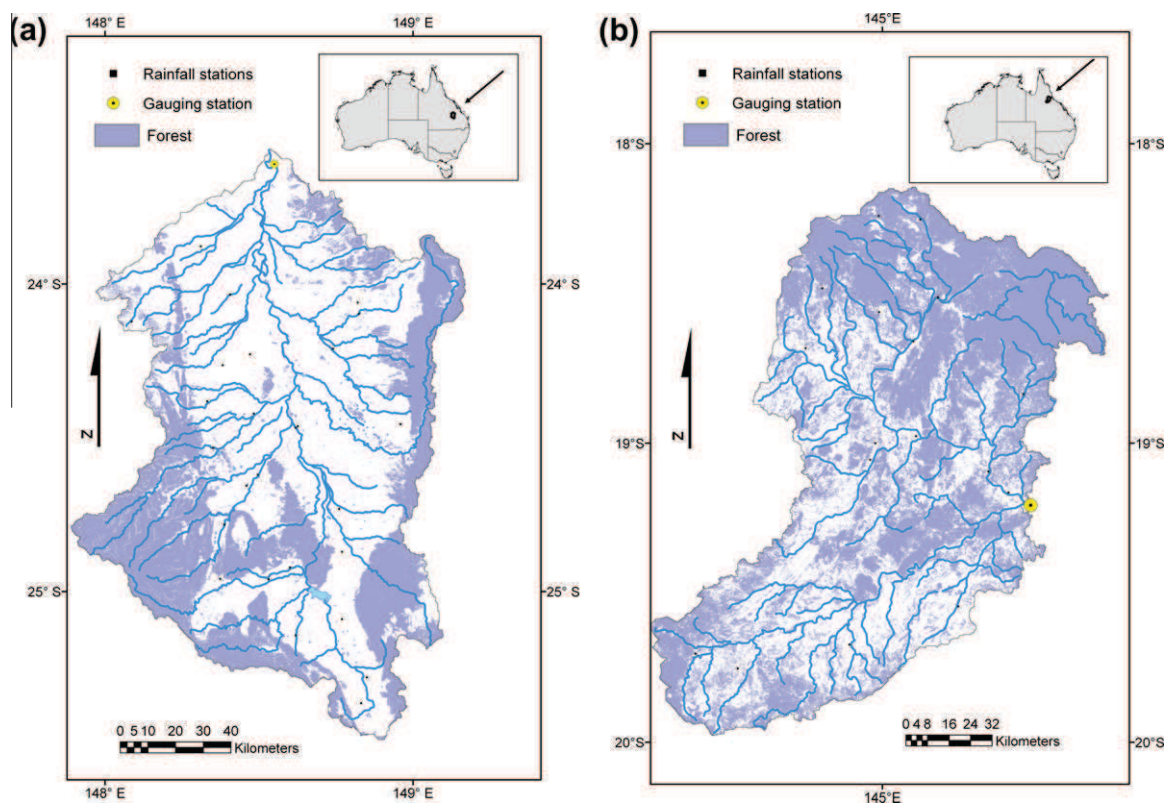 (a)
148° E
149° E
Rainfall stations
Gauging station
Forest
24° S
24° S
N
25° S
25° S
0 5 10 20 30 40
Kilometers
148° E
149° E
(b)
145° E
Rainfall stations
Gauging station
Forest
18°S
18°S
N
19°S
19°S
0 4 8 16 24 32
Kilometers
20°S
20°S
145° E